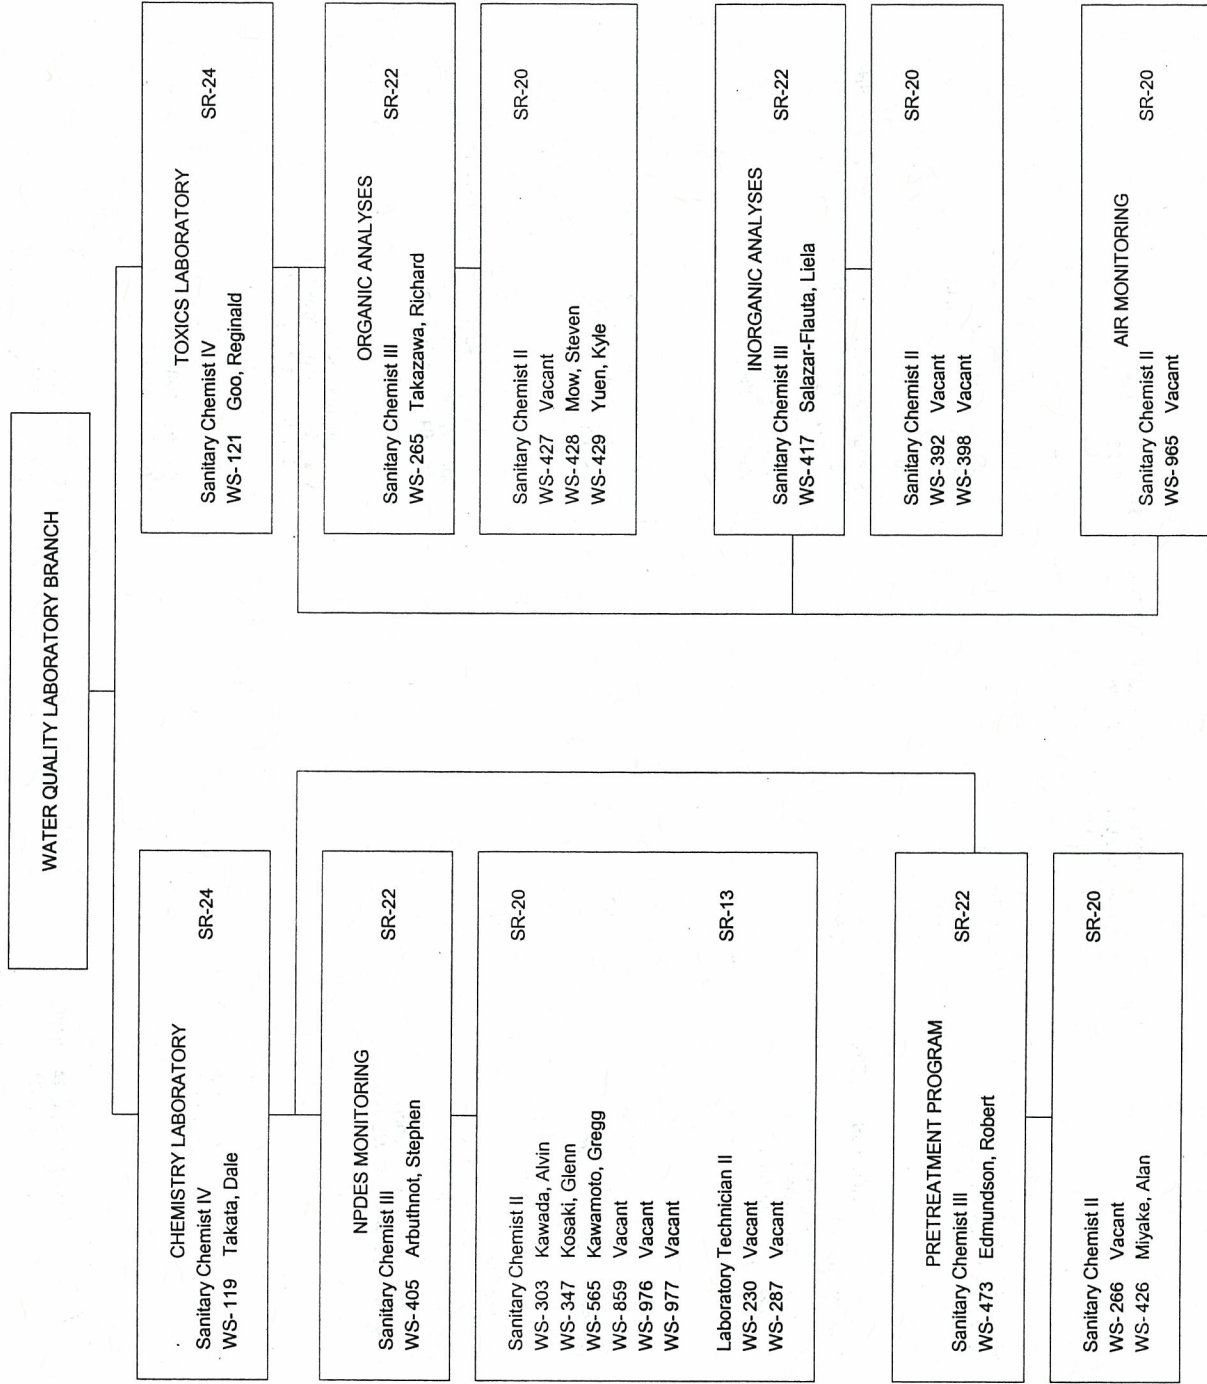 WATER QUALITY LABORATORY BRANCH
CHEMISTRY LABORATORY
Sanitary Chemist IV SR-24
WS-119 Takata, Dale
NPDES MONITORING
Sanitary Chemist III SR-22
WS-405 Arbuthnot, Stephen
Sanitary Chemist II SR-20
WS-303 Kawada, Alvin
WS-347 Kosaki, Glenn
WS-565 Kawamoto, Gregg
WS-859 Vacant
WS-976 Vacant
WS-977 Vacant
Laboratory Technician II SR-13
WS-230 Vacant
WS-287 Vacant
PRETREATMENT PROGRAM
Sanitary Chemist III SR-22
WS-473 Edmundson, Robert
Sanitary Chemist II SR-20
WS-266 Vacant
WS-426 Miyake, Alan
TOXICS LABORATORY
Sanitary Chemist IV SR-24
WS-121 Goo, Reginald
ORGANIC ANALYSES
Sanitary Chemist III SR-22
WS-265 Takazawa, Richard
Sanitary Chemist II SR-20
WS-427 Vacant
WS-428 Mow, Steven
WS-429 Yuen, Kyle
INORGANIC ANALYSES
Sanitary Chemist III SR-22
WS-417 Salazar-Flauta, Liela
Sanitary Chemist II SR-20
WS-392 Vacant
WS-398 Vacant
AIR MONITORING
Sanitary Chemist II SR-20
WS-965 Vacant